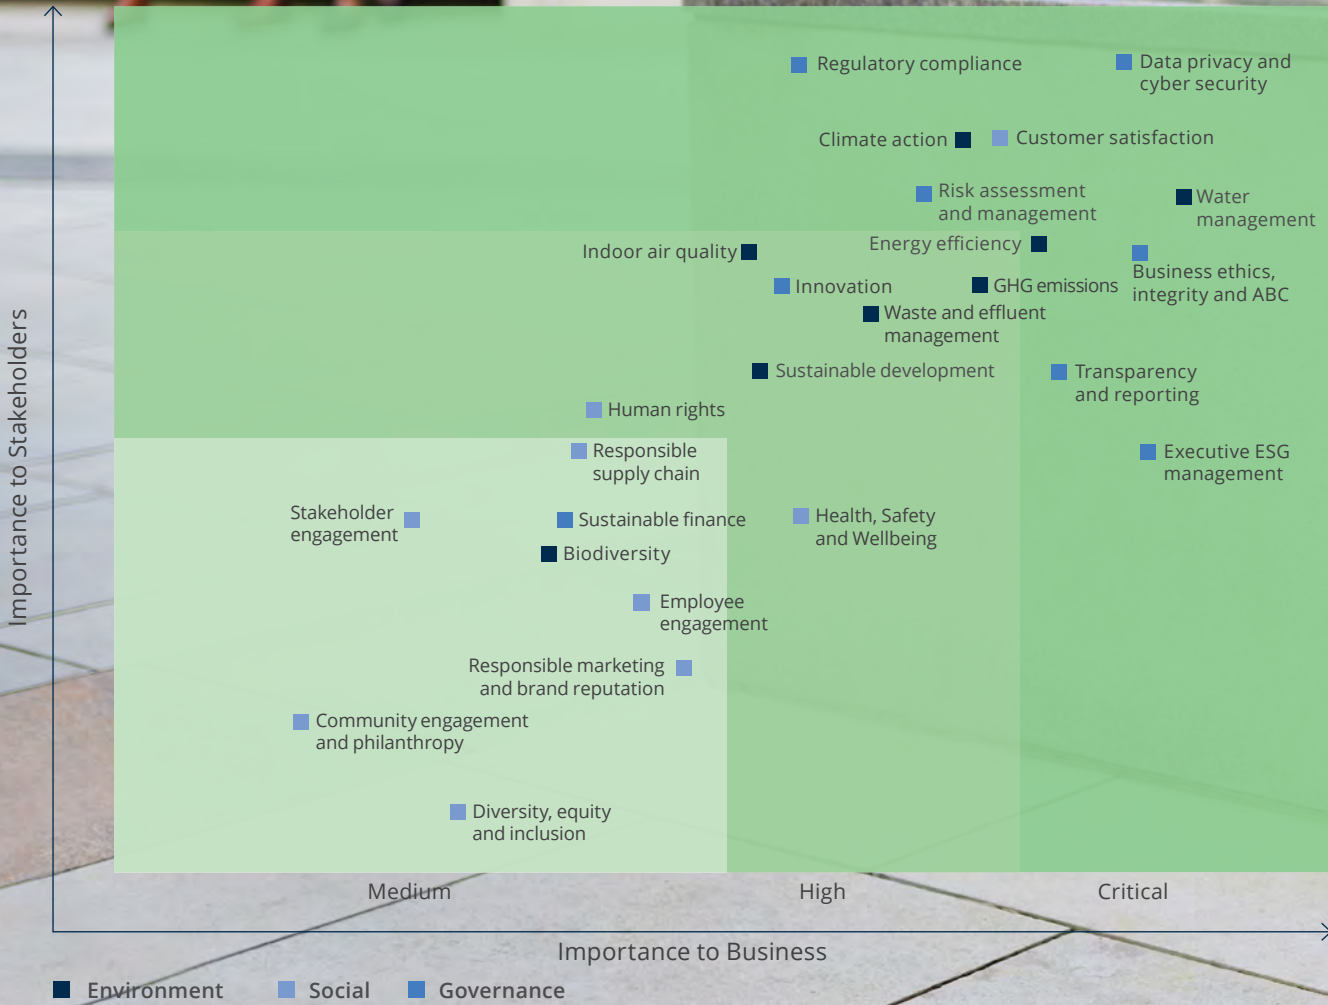 Regulatory compliance
Data privacy and
cyber security
Climate action
Customer satisfaction
Risk assessment
and management
Water
management
Indoor air quality
Energy efficiency
Business ethics,
integrity and ABC
Innovation
GHG emissions
Waste and effluent
management
Sustainable development
Transparency
and reporting
Human rights
Responsible
supply chain
Executive ESG
management
Stakeholder
engagement
Sustainable finance
Health, Safety
and Wellbeing
Biodiversity
Employee
engagement
Responsible marketing
and brand reputation
Community engagement
and philanthropy
Diversity, equity
and inclusion
Importance to Stakeholders
Medium
High
Critical
Importance to Business
Environment
Social
Governance